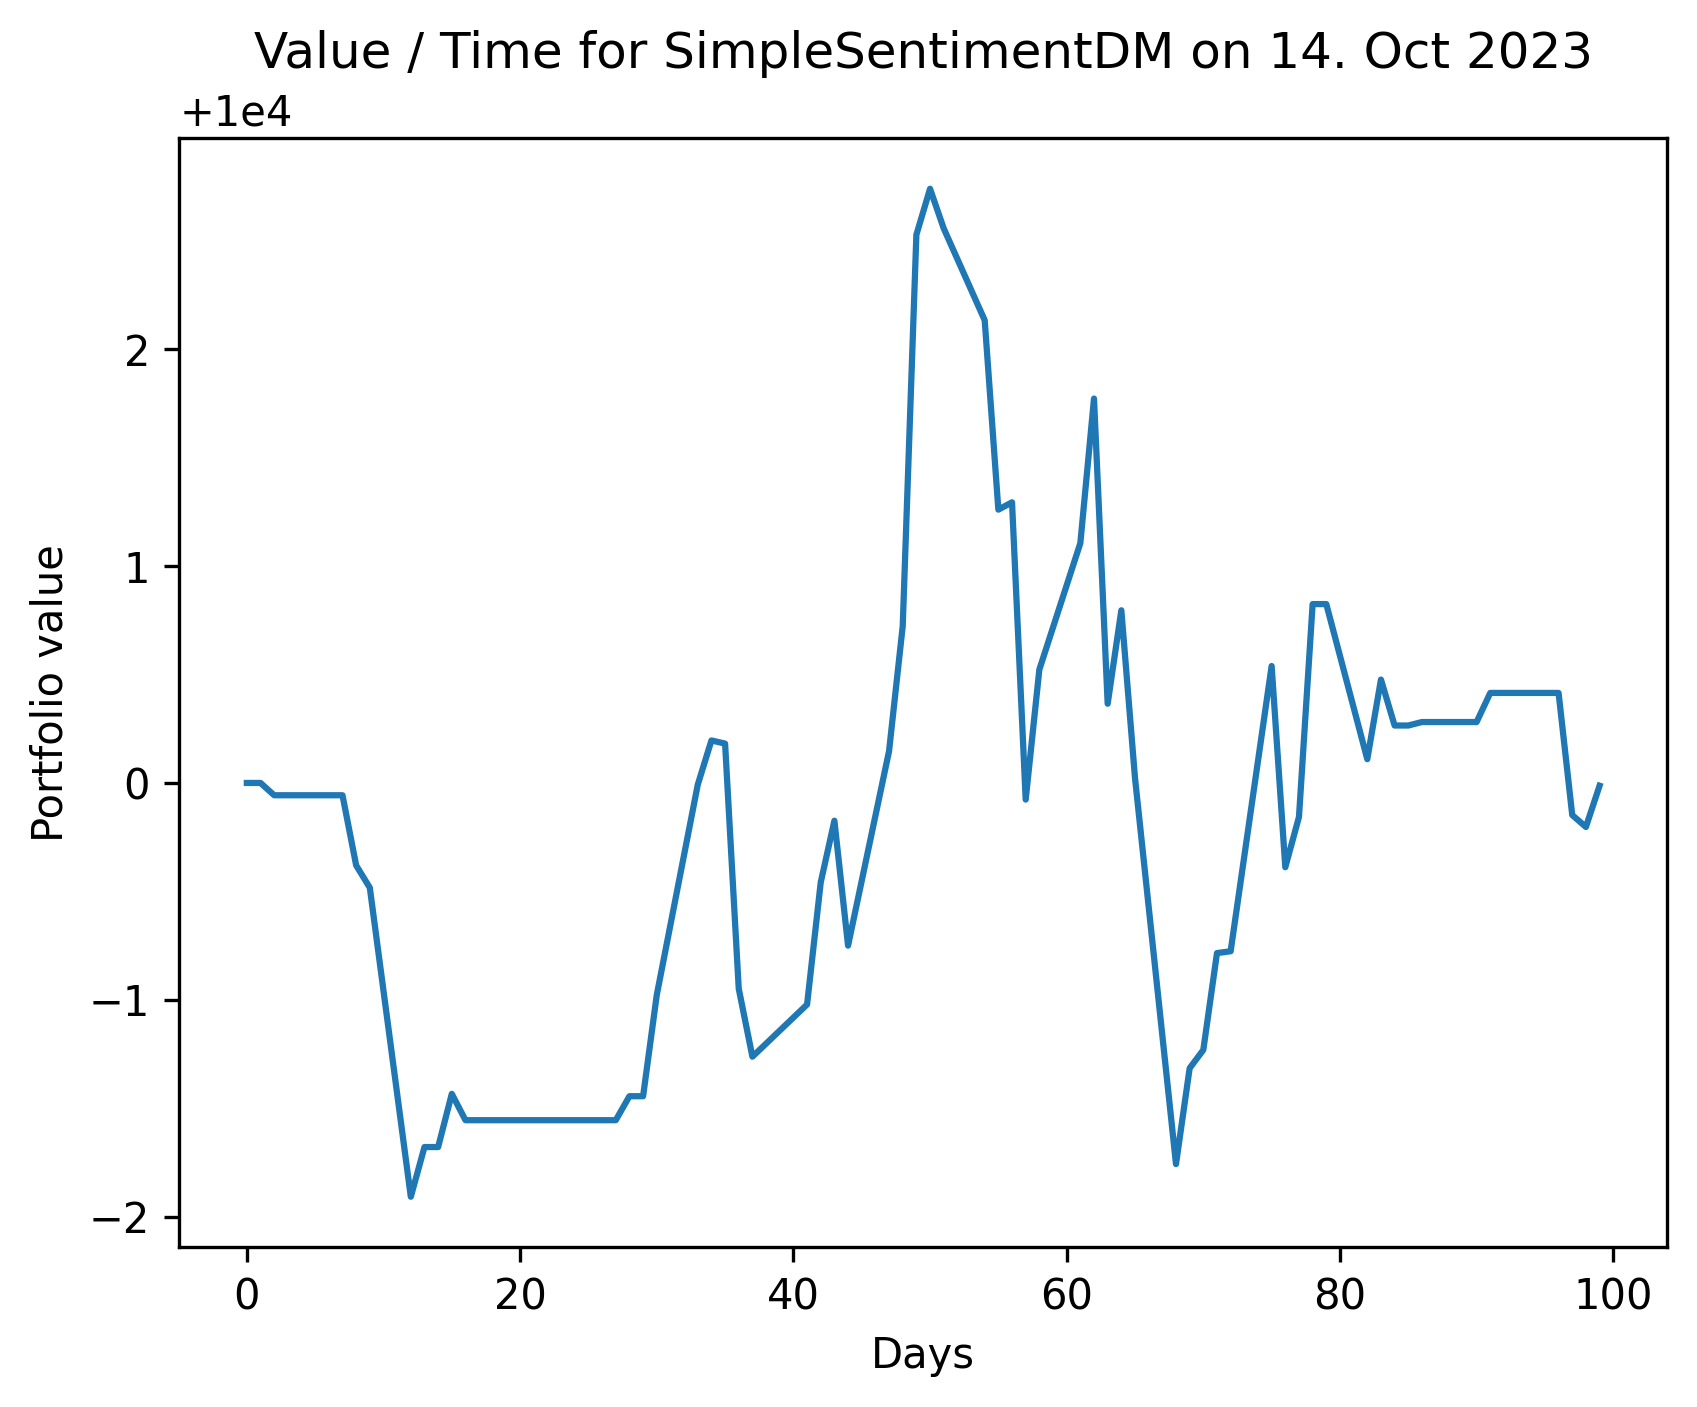 Value / Time for SimpleSentimentDM on 14. Oct 2023
+1e4
2
1
0
−1
−2
Portfolio value
0 20 40 60 80 100
Days